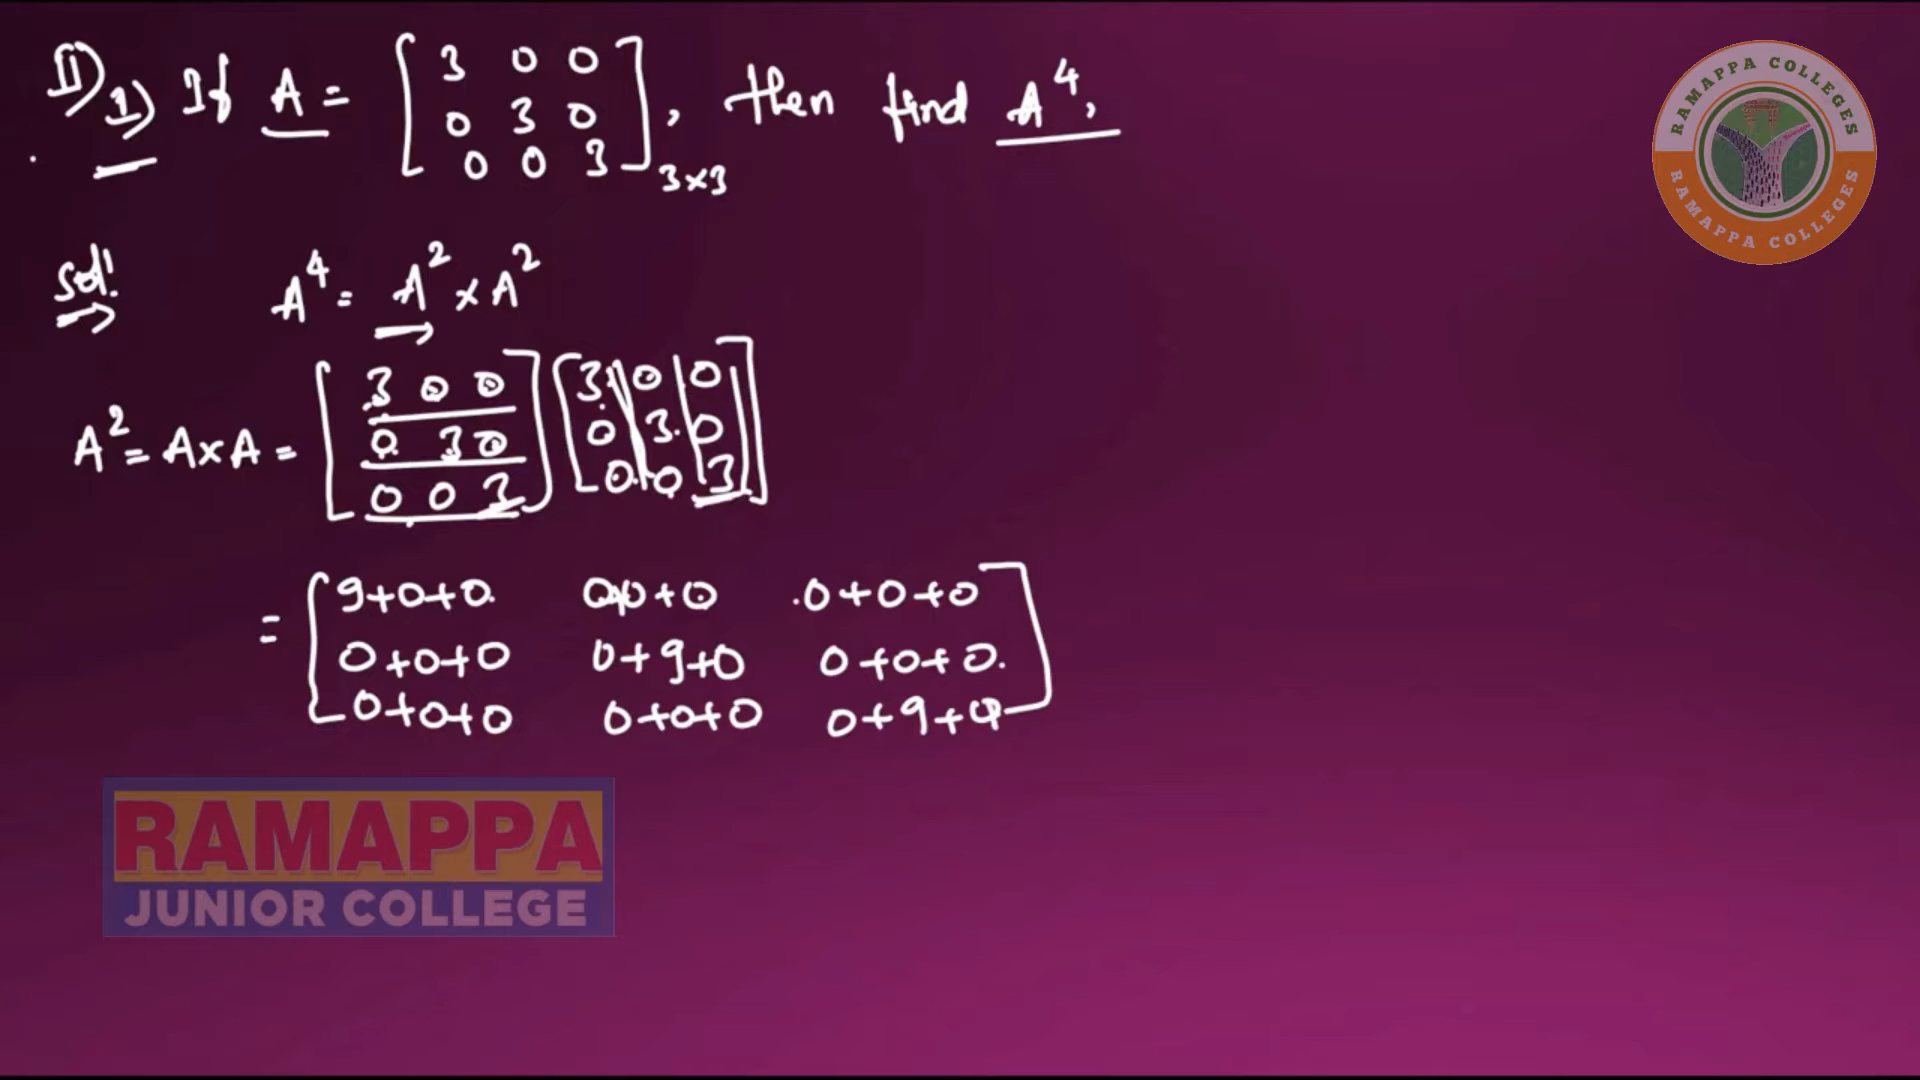 II) 1) If A = [ 3 0 0
0 3 0
0 0 3 ]3×3, then find A⁴,
Sol!
A⁴ = A² × A²
A² = A×A = [ 3 0 0 ] [ 3 0 0 ]
0 3 0 0 3 0
0 0 3 0 0 3
= [ 9+0+0 0+0+0 0+0+0
0+0+0 0+9+0 0+0+0.
0+0+0 0+0+0 0+9+0 ]
RAMAPPA
JUNIOR COLLEGE
RAMAPPA COLLEGES
RAMAPPA COLLEGES